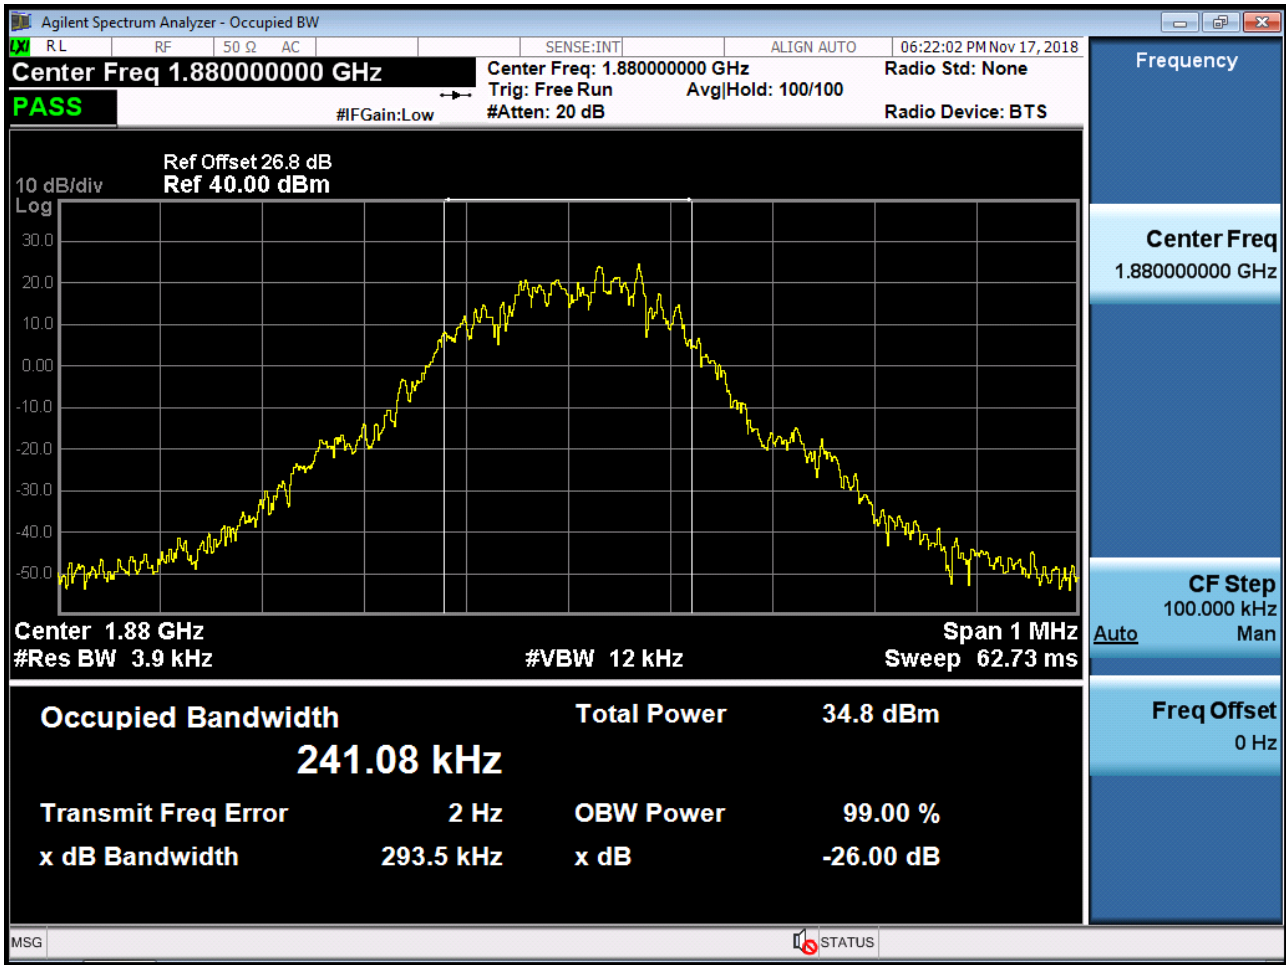 Agilent Spectrum Analyzer - Occupied BW
LXI RL RF 50 Ω AC SENSE:INT ALIGN AUTO 06:22:02 PM Nov 17, 2018
Center Freq 1.880000000 GHz
Center Freq: 1.880000000 GHz
Radio Std: None
Trig: Free Run Avg|Hold: 100/100
PASS
#IFGain:Low
#Atten: 20 dB
Radio Device: BTS
Ref Offset 26.8 dB
10 dB/div Ref 40.00 dBm
Log
30.0
20.0
10.0
0.00
-10.0
-20.0
-30.0
-40.0
-50.0
Center 1.88 GHz
Span 1 MHz
#Res BW 3.9 kHz
#VBW 12 kHz
Sweep 62.73 ms
Occupied Bandwidth
Total Power 34.8 dBm
241.08 kHz
Transmit Freq Error 2 Hz
OBW Power 99.00 %
x dB Bandwidth 293.5 kHz
x dB -26.00 dB
MSG
STATUS
Frequency
Center Freq
1.880000000 GHz
CF Step
100.000 kHz
Auto Man
Freq Offset
0 Hz